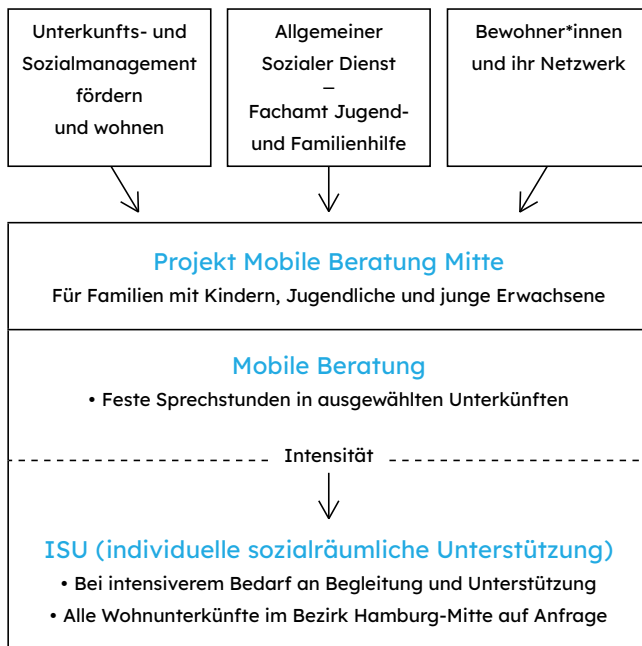 Unterkunfts- und
Sozialmanagement
fördern
und wohnen
Allgemeiner
Sozialer Dienst
–
Fachamt Jugend-
und Familienhilfe
Bewohner*innen
und ihr Netzwerk
Projekt Mobile Beratung Mitte
Für Familien mit Kindern, Jugendliche und junge Erwachsene
Mobile Beratung
• Feste Sprechstunden in ausgewählten Unterkünften
Intensität
ISU (individuelle sozialräumliche Unterstützung)
• Bei intensiverem Bedarf an Begleitung und Unterstützung
• Alle Wohnunterkünfte im Bezirk Hamburg-Mitte auf Anfrage